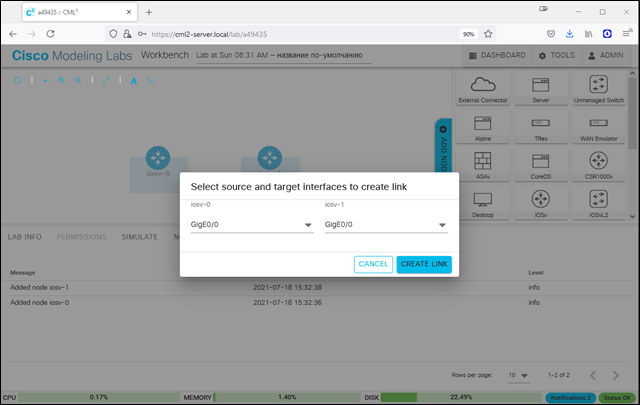 a49435 :: CML²
https://cml2-server.local/lab/a49435
90%
Cisco Modeling Labs Workbench Lab at Sun 06:31 AM — название по-умолчанию DASHBOARD TOOLS ADMIN
External Connector Server Unmanaged Switch
Alpine TRex WAN Emulator
ASAv CoreOS CSR1000v
Desktop IOSv IOSvL2
ADD NOD
iosv-0
Select source and target interfaces to create link
iosv-0 iosv-1
GigE0/0 GigE0/0
CANCEL CREATE LINK
LAB INFO PERMISSIONS SIMULATE
Message Level
Added node iosv-1 2021-07-18 15:32:38 info
Added node iosv-0 2021-07-18 15:32:36 info
Rows per page: 10 1-2 of 2
CPU 0.17% MEMORY 1.40% DISK 22.49% Notifications 2 Status OK